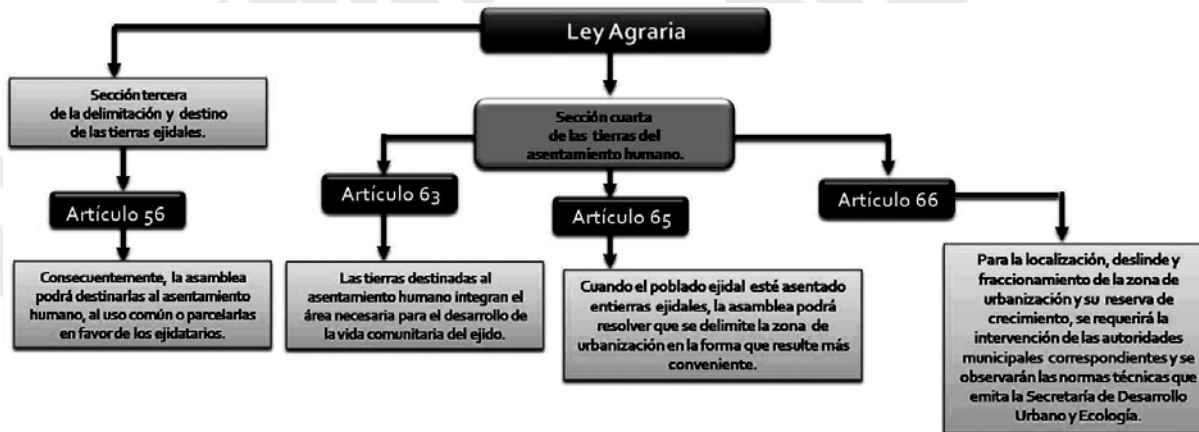 Ley Agraria
Sección tercera
de la delimitación y destino
de las tierras ejidales.
Sección cuarta
de las tierras del
asentamiento humano.
Artículo 56
Artículo 63
Artículo 65
Artículo 66
Consecuentemente, la asamblea
podrá destinarlas al asentamiento
humano, al uso común o parcelarlas
en favor de los ejidatarios.
Las tierras destinadas al
asentamiento humano integran el
área necesaria para el desarrollo de
la vida comunitaria del ejido.
Cuando el poblado ejidal esté asentado
entierras ejidales, la asamblea podrá
resolver que se delimite la zona de
urbanización en la forma que resulte más
conveniente.
Para la localización, deslinde y
fraccionamiento de la zona de
urbanización y su reserva de
crecimiento, se requerirá la
intervención de las autoridades
municipales correspondientes y se
observarán las normas técnicas que
emita la Secretaría de Desarrollo
Urbano y Ecología.